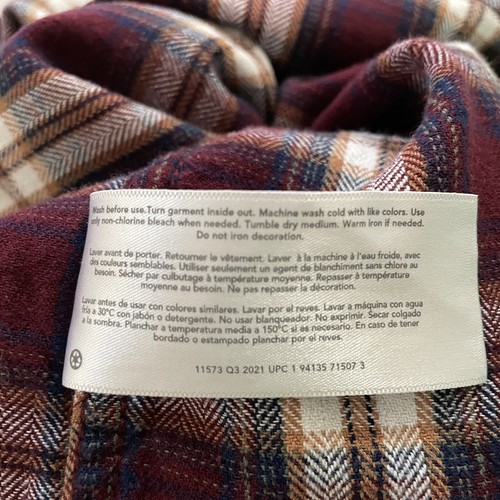 Wash before use.Turn garment inside out. Machine wash cold with like colors. Use
only non-chlorine bleach when needed. Tumble dry medium. Warm iron if needed.
Do not iron decoration.
Lavar avant de porter. Retourner le vêtement. Laver à la machine à l'eau froide, avec
des couleurs semblables. Utiliser seulement un agent de blanchiment sans chlore au
besoin. Sécher par culbutage à température moyenne. Repasser à température
moyenne au besoin. Ne pas repasser la décoration.
Lavar antes de usar con colores similares. Lavar por el reves. Lavar a máquina con agua
fría a 30°C con jabón o detergente. No usar blanqueador. No exprimir. Secar colgado
a la sombra. Planchar a temperatura media a 150°C si es necesario. En caso de tener
bordado o estampado planchar por el reves.
11573 Q3 2021 UPC 1 94135 71507 3